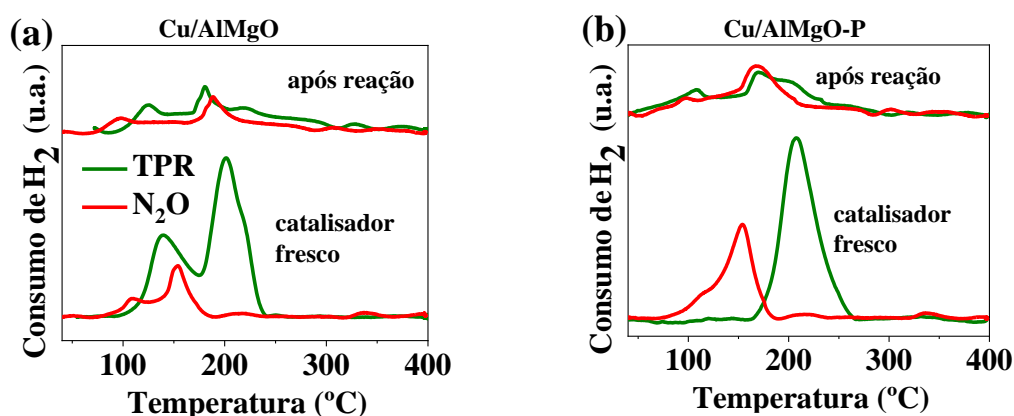 (a)
Cu/AlMgO
Consumo de H2 (u.a.)
após reação
TPR
N2O
catalisador
fresco
100
200
300
400
Temperatura (ºC)
(b)
Cu/AlMgO-P
Consumo de H2 (u.a.)
após reação
catalisador
fresco
100
200
300
400
Temperatura (ºC)